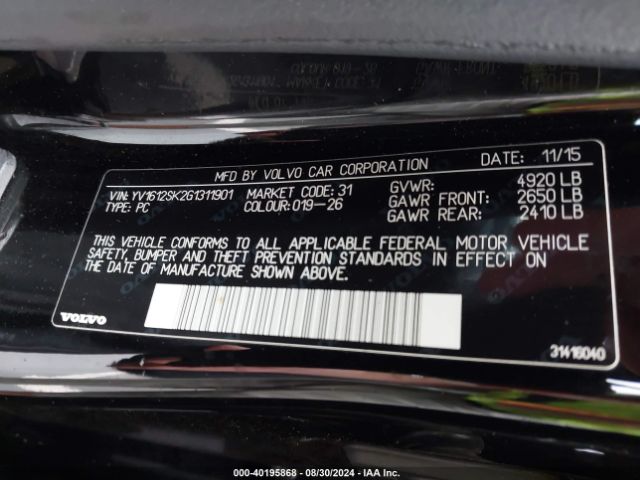 MFD BY VOLVO CAR CORPORATION DATE: 11/15
VIN: YV1612SK2G1311901 MARKET CODE: 31 GVWR: 4920 LB
TYPE: PC COLOUR: 019-26 GAWR FRONT: 2650 LB
GAWR REAR: 2410 LB
THIS VEHICLE CONFORMS TO ALL APPLICABLE FEDERAL MOTOR VEHICLE
SAFETY, BUMPER AND THEFT PREVENTION STANDARDS IN EFFECT ON
THE DATE OF MANUFACTURE SHOWN ABOVE.
VOLVO 31416040
000-40195868 - 08/30/2024 - IAA Inc.